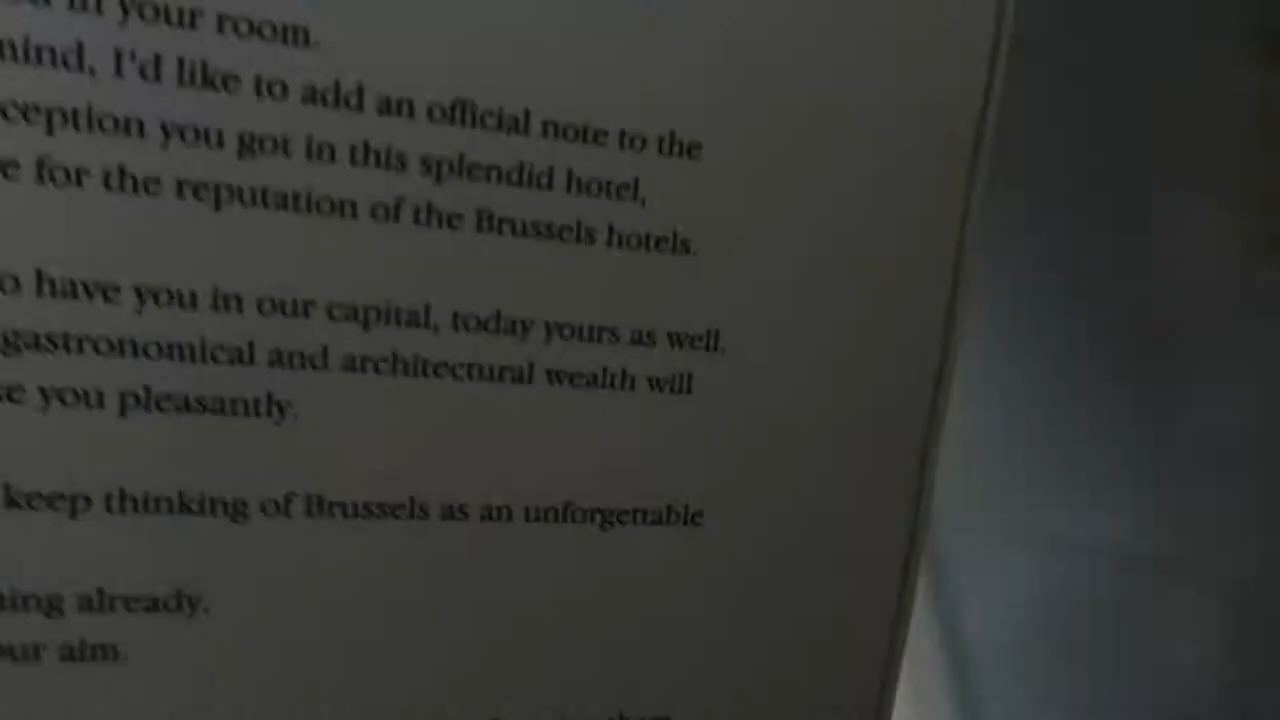 in your room.
mind, I'd like to add an official note to the
ception you got in this splendid hotel,
e for the reputation of the Brussels hotels.
o have you in our capital, today yours as well.
gastronomical and architectural wealth will
e you pleasantly.
keep thinking of Brussels as an unforgettable
ing already.
our aim.